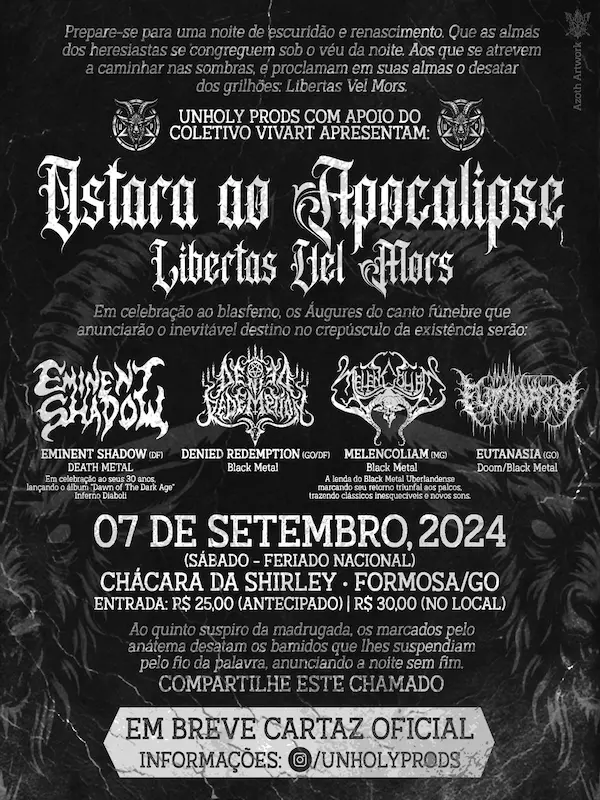 Prepare-se para uma noite de escuridão e renascimento. Que as almas
dos heresiastas se congreguem sob o véu da noite. Aos que se atrevem
a caminhar nas sombras, e proclamam em suas almas o desatar
dos grilhões: Libertas Vel Mors.
Azoth Artwork
UNHOLY PRODS COM APOIO DO
COLETIVO VIVART APRESENTAM:
Ostara ao Apocalipse
Libertas Vel Mors
Em celebração ao blasfemo, os Áugures do canto fúnebre que
anunciarão o inevitável destino no crepúsculo da existência serão:
EMINENT SHADOW
DENIED REDEMPTION
MELENCOLIAM
EUTANASIA
EMINENT SHADOW (DF)
DEATH METAL
Em celebração ao seus 30 anos,
lançando o álbum "Dawn of The Dark Age"
Inferno Diaboli
DENIED REDEMPTION (GO/DF)
Black Metal
MELENCOLIAM (MG)
Black Metal
A lenda do Black Metal Uberlandense
marcando seu retorno triunfal aos palcos,
trazendo clássicos inesquecíveis e novos sons.
EUTANASIA (GO)
Doom/Black Metal
07 DE SETEMBRO, 2024
(SÁBADO - FERIADO NACIONAL)
CHÁCARA DA SHIRLEY · FORMOSA/GO
ENTRADA: R$ 25,00 (ANTECIPADO) | R$ 30,00 (NO LOCAL)
Ao quinto suspiro da madrugada, os marcados pelo
anátema desatam os bamidos que lhes suspendiam
pelo fio da palavra, anunciando a noite sem fim.
COMPARTILHE ESTE CHAMADO
EM BREVE CARTAZ OFICIAL
INFORMAÇÕES: /UNHOLYPRODS